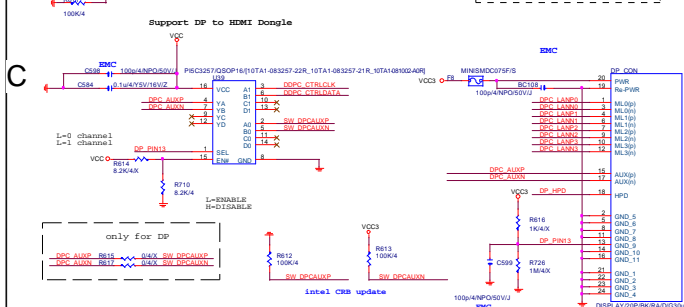 100K/4
Support DP to HDMI Dongle
VCC
EMC
C598 100p/4/NPO/50V/J
C584 0.1u/4/Y5V/16V/Z
PI5C3257/QSOP16/[10TA1-083257-22R_10TA1-083257-21R_10TA1-081002-A0R]
U39
16 VCC A1 3 DDPC_CTRLCLK
B1 6 DDPC_CTRLDATA
DPC_AUXP 4 YA C1 10
DPC_AUXN 7 YB D1 13
9 YC
12 YD A0 2 SW_DPCAUXP
B0 5 SW_DPCAUXN
C0 11
D0 14
L=0 channel
L=1 channel
DP_PIN13 1 SEL
VCC 15 EN# GND 8
R614
8.2K/4/X
R710
8.2K/4
L=ENABLE
H=DISABLE
only for DP
DPC_AUXP R615 0/4/X SW_DPCAUXP
DPC_AUXN R617 0/4/X SW_DPCAUXN
R612
100K/4
SW_DPCAUXP
VCC3
R613
100K/4
SW_DPCAUXN
intel CRB update
EMC
VCC3 F8 MINISMDC075F/S
BC108
100p/4/NPO/50V/J
DP_CON
20 PWR
19 Re-PWR
DPC_LANP0 1 ML0(p)
DPC_LANN0 3 ML0(n)
DPC_LANP1 4 ML1(p)
DPC_LANN1 6 ML1(n)
DPC_LANP2 7 ML2(p)
DPC_LANN2 9 ML2(n)
DPC_LANP3 10 ML3(p)
DPC_LANN3 12 ML3(n)
DPC_AUXP 15 AUX(p)
DPC_AUXN 17 AUX(n)
VCC3
DP_HPD 18 HPD
R616
1K/4/X
DP_PIN13
C599
R726
1M/4/X
2 GND_5
5 GND_6
8 GND_7
11 GND_8
13 GND_9
14 GND_10
16 GND_11
21 GND_1
22 GND_2
23 GND_3
24 GND_4
100p/4/NPO/50V/J
EMC
C